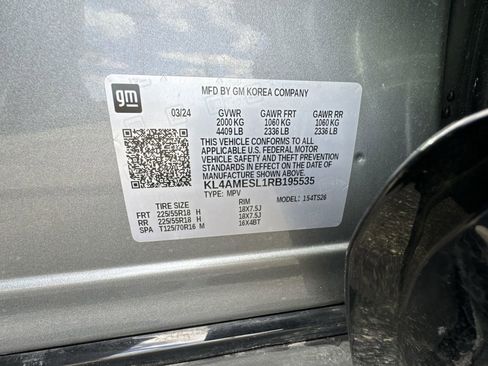 gm
MFD BY GM KOREA COMPANY
03/24 GVWR GAWR FRT GAWR RR
2000 KG 1060 KG 1060 KG
4409 LB 2336 LB 2336 LB
THIS VEHICLE CONFORMS TO ALL
APPLICABLE U.S. FEDERAL MOTOR
VEHICLE SAFETY, BUMPER, AND THEFT
PREVENTION STANDARDS IN EFFECT ON
THE DATE OF
MANUFACTURE SHOWN ABOVE.
KL4AMESL1RB195535
TYPE: MPV
TIRE SIZE RIM MODEL: 1S4TS26
FRT 225/55R18 H 18X7.5J
RR 225/55R18 H 18X7.5J
SPA T125/70R16 M 16X4BT